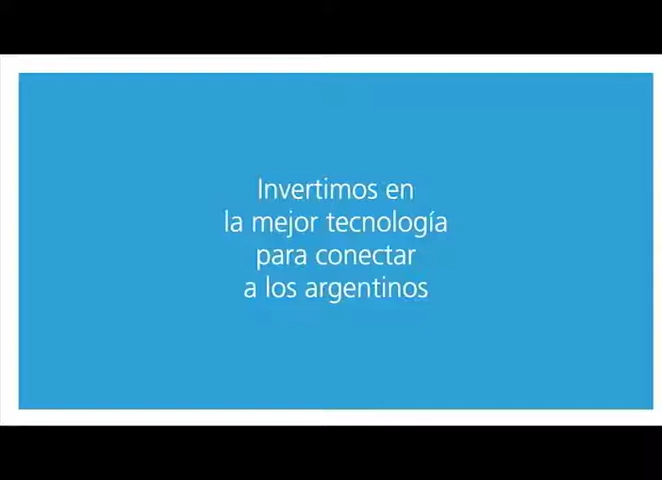 Invertimos en
la mejor tecnología
para conectar
a los argentinos